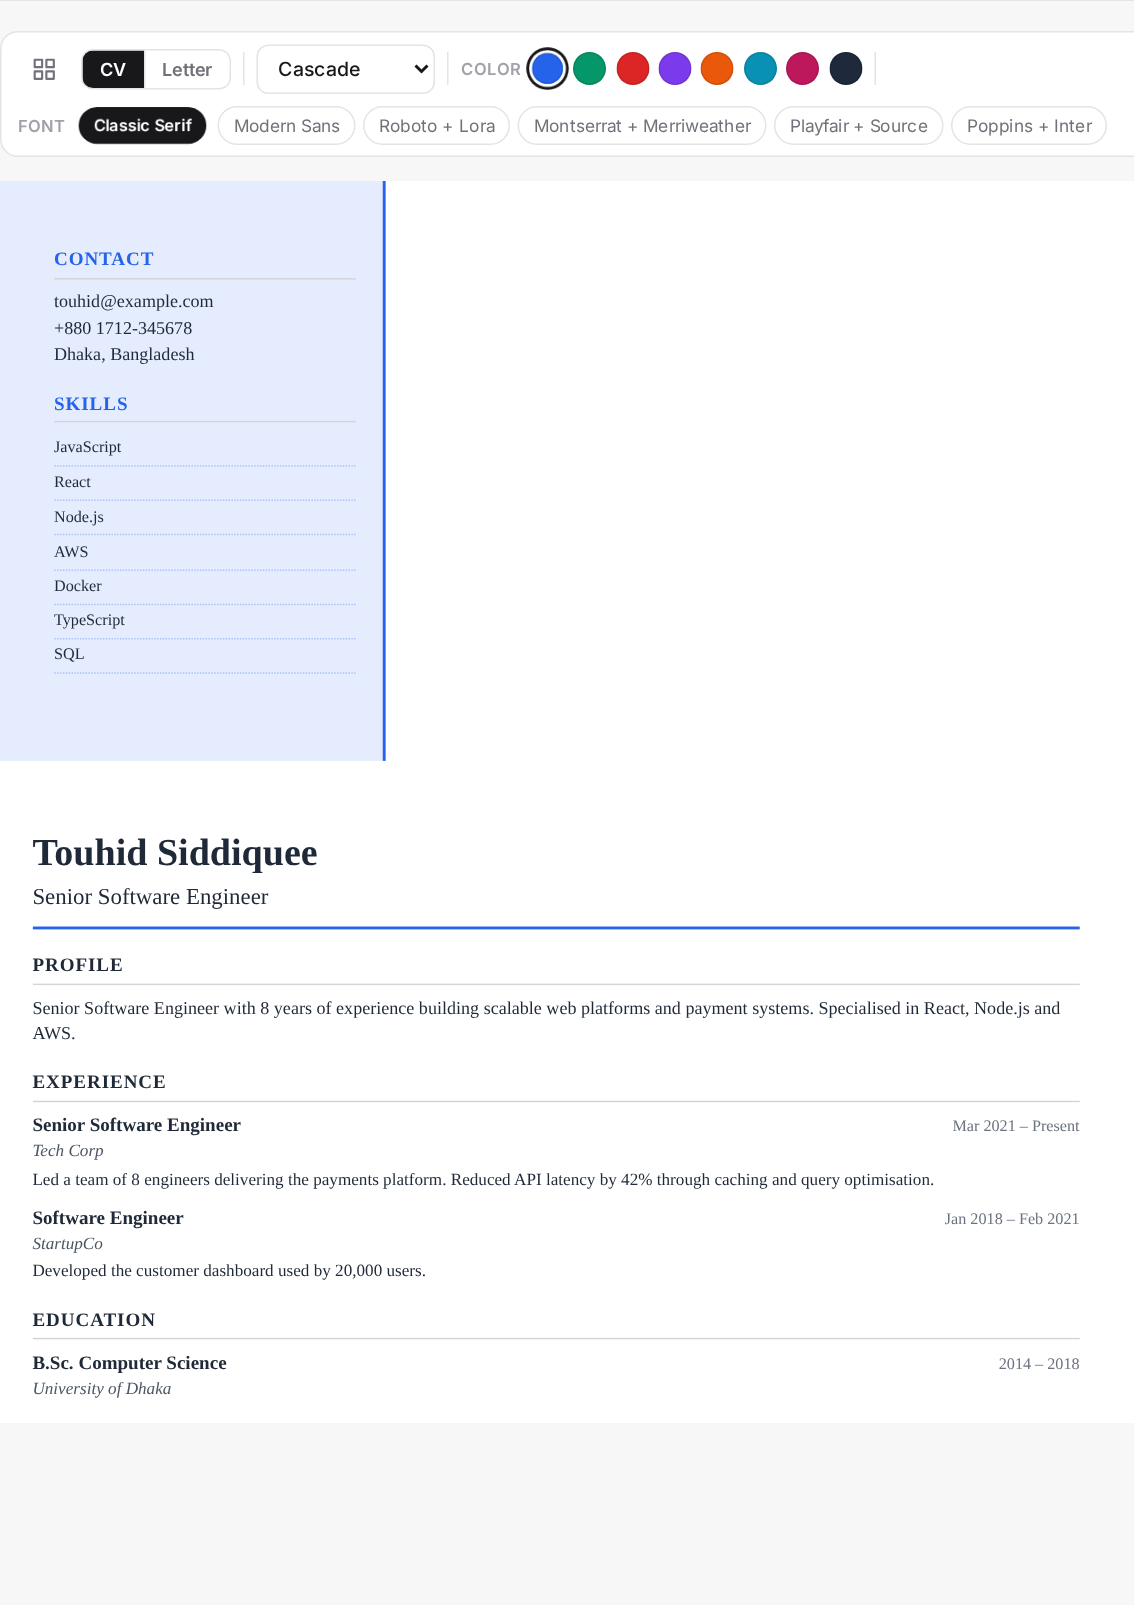 CV Letter Cascade COLOR
FONT Classic Serif Modern Sans Roboto + Lora Montserrat + Merriweather Playfair + Source Poppins + Inter
CONTACT
touhid@example.com
+880 1712-345678
Dhaka, Bangladesh
SKILLS
JavaScript
React
Node.js
AWS
Docker
TypeScript
SQL
Touhid Siddiquee
Senior Software Engineer
PROFILE
Senior Software Engineer with 8 years of experience building scalable web platforms and payment systems. Specialised in React, Node.js and
AWS.
EXPERIENCE
Senior Software Engineer Mar 2021 – Present
Tech Corp
Led a team of 8 engineers delivering the payments platform. Reduced API latency by 42% through caching and query optimisation.
Software Engineer Jan 2018 – Feb 2021
StartupCo
Developed the customer dashboard used by 20,000 users.
EDUCATION
B.Sc. Computer Science 2014 – 2018
University of Dhaka